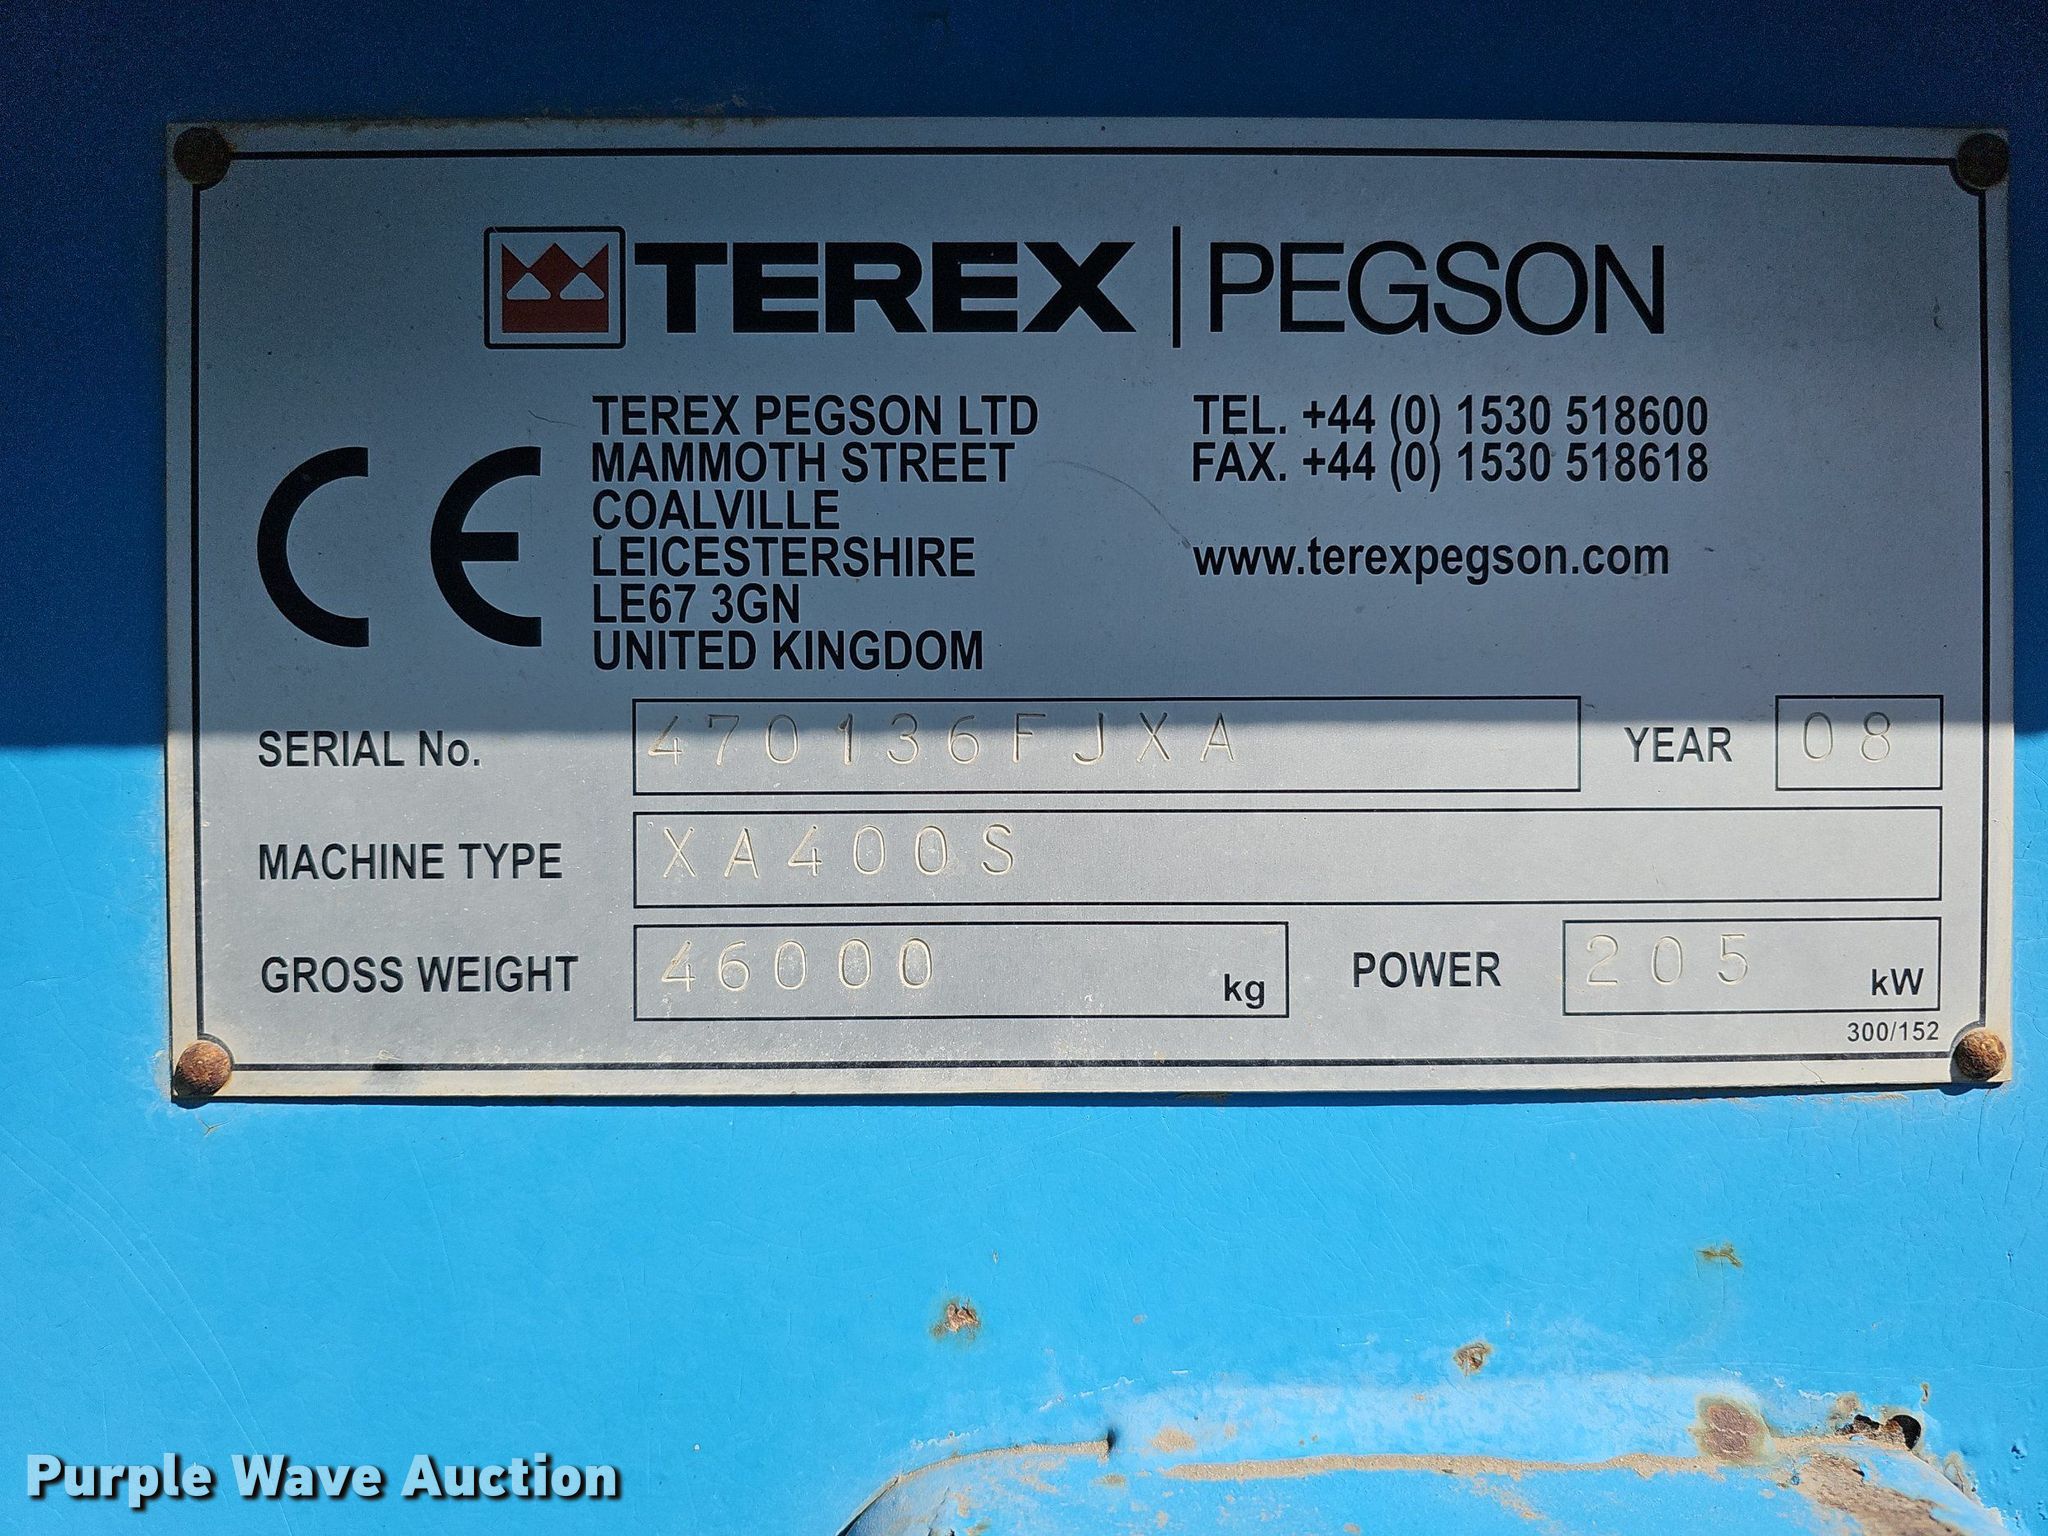 TEREX | PEGSON
CE
TEREX PEGSON LTD
MAMMOTH STREET
COALVILLE
LEICESTERSHIRE
LE67 3GN
UNITED KINGDOM
TEL. +44 (0) 1530 518600
FAX. +44 (0) 1530 518618
www.terexpegson.com
SERIAL No. 470136FJXA YEAR 08
MACHINE TYPE XA400S
GROSS WEIGHT 46000 kg POWER 205 kW
300/152
Purple Wave Auction